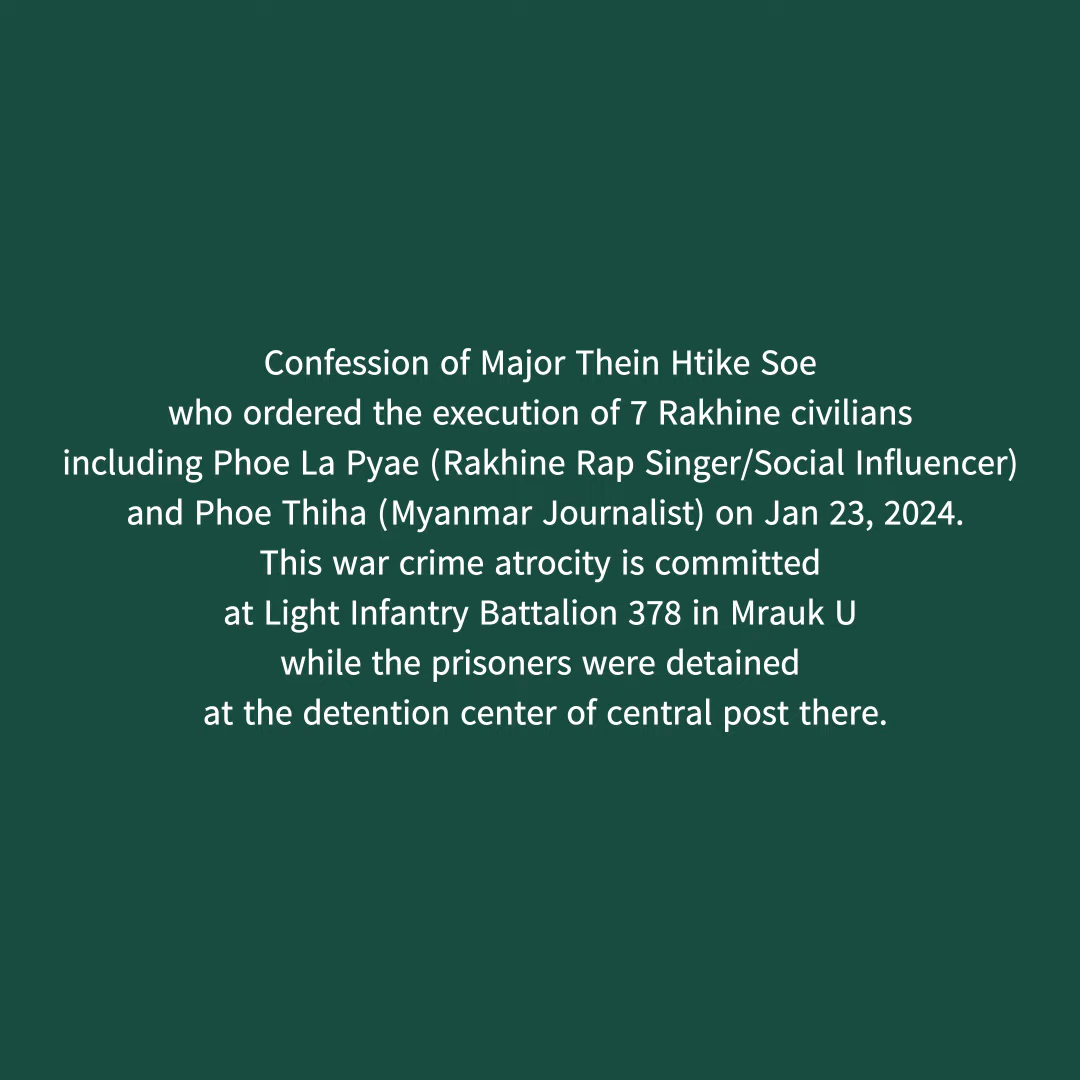 Confession of Major Thein Htike Soe
who ordered the execution of 7 Rakhine civilians
including Phoe La Pyae (Rakhine Rap Singer/Social Influencer)
and Phoe Thiha (Myanmar Journalist) on Jan 23, 2024.
This war crime atrocity is committed
at Light Infantry Battalion 378 in Mrauk U
while the prisoners were detained
at the detention center of central post there.